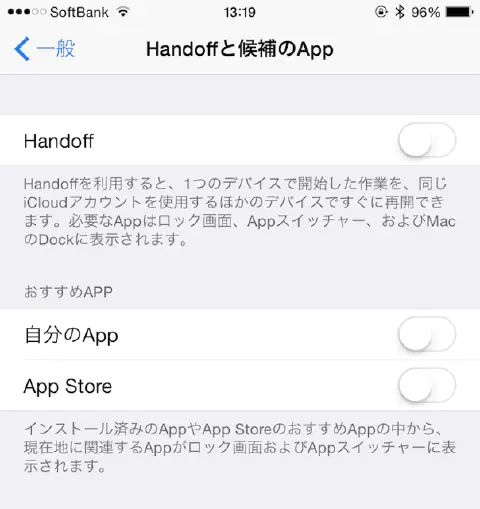 SoftBank 13:19 96%
一般 Handoffと候補のApp
Handoff
Handoffを利用すると、1つのデバイスで開始した作業を、同じ
iCloudアカウントを使用するほかのデバイスですぐに再開でき
ます。必要なAppはロック画面、Appスイッチャー、およびMac
のDockに表示されます。
おすすめAPP
自分のApp
App Store
インストール済みのAppやApp StoreのおすすめAppの中から、
現在地に関連するAppがロック画面およびAppスイッチャーに表
示されます。